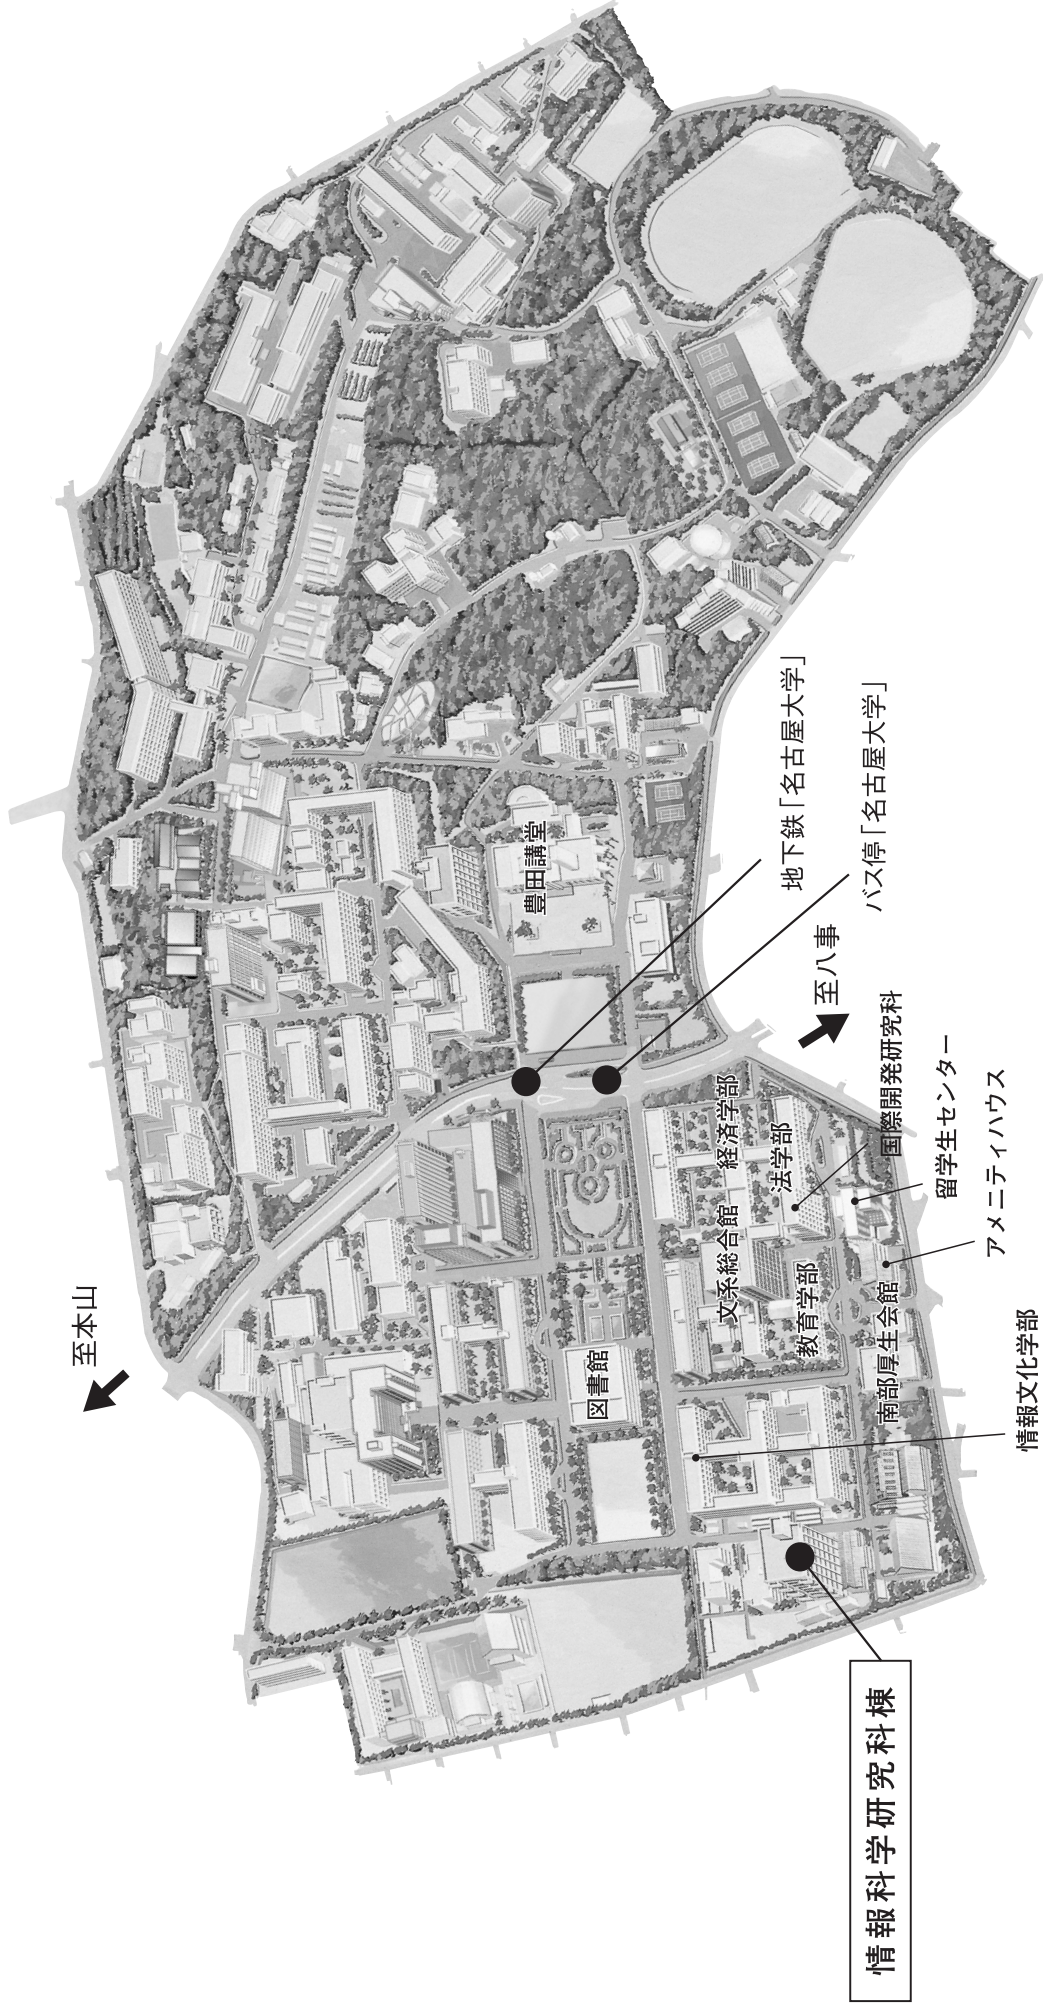 至本山
豊田講堂
地下鉄「名古屋大学」
バス停「名古屋大学」
至八事
国際開発研究科
留学生センター
アメニティハウス
経済学部
法学部
文系総合館
教育学部
南部厚生会館
図書館
情報文化学部
情報科学研究科棟